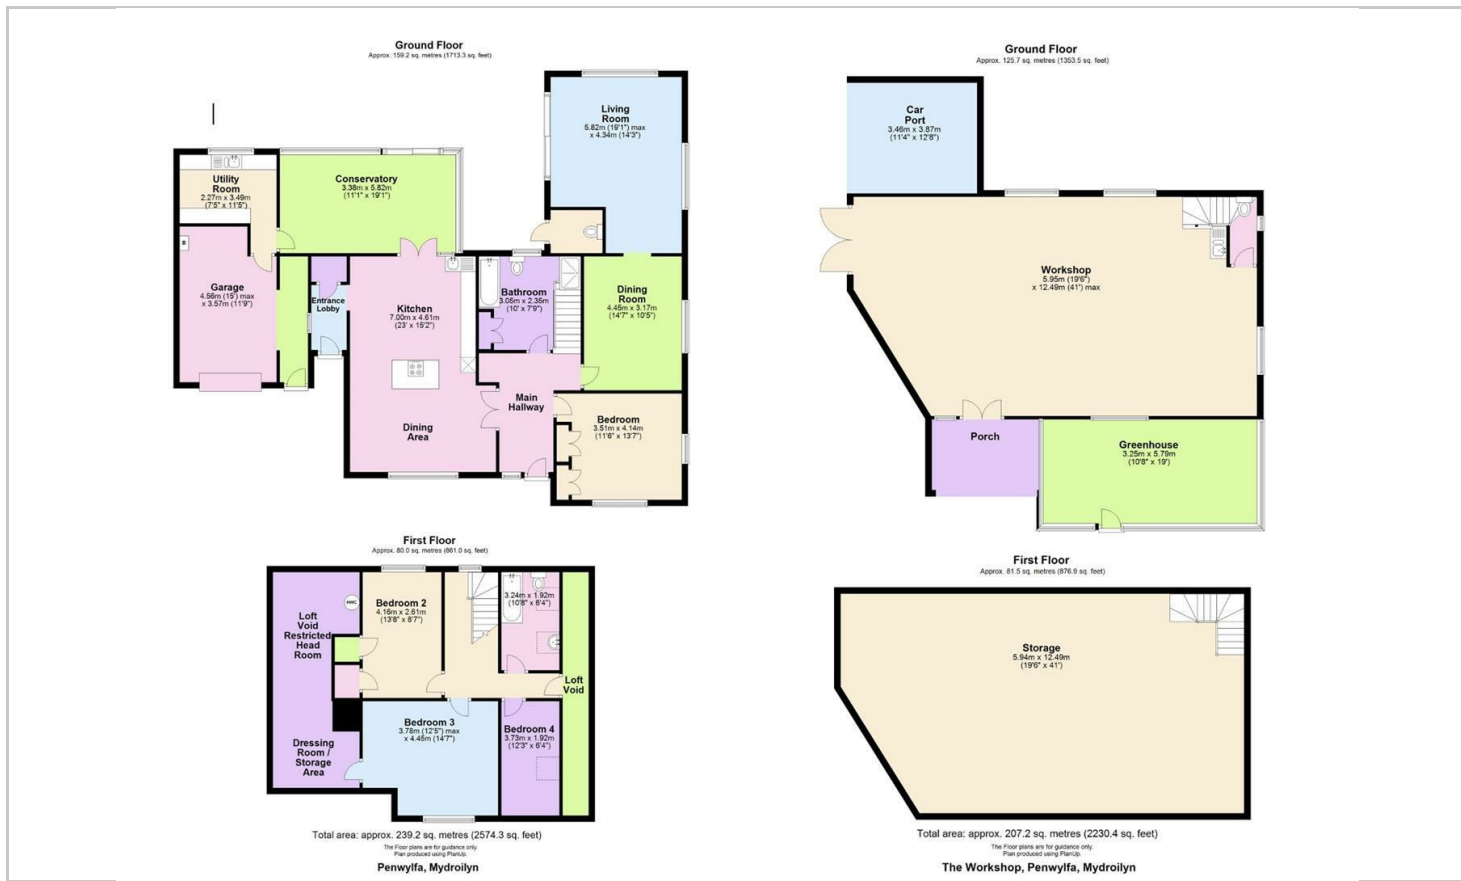 Ground Floor
Approx. 159.2 sq. metres (1713.3 sq. feet)
Living
Room
5.82m (19'1") max
x 4.34m (14'3")
Utility
Room
2.27m x 3.49m
(7'5" x 11'5")
Conservatory
3.38m x 5.82m
(11'1" x 19'1")
Garage
4.56m (15') max
x 3.57m (11'9")
Entrance
Lobby
Kitchen
7.00m x 4.61m
(23' x 15'2")
Bathroom
3.05m x 2.35m
(10' x 7'9")
Dining
Room
4.45m x 3.17m
(14'7" x 10'5")
Main
Hallway
Dining
Area
Bedroom
3.51m x 4.14m
(11'6" x 13'7")
First Floor
Approx. 80.0 sq. metres (861.0 sq. feet)
Loft
Void
Restricted
Head
Room
HWC
Bedroom 2
4.16m x 2.61m
(13'8" x 8'7")
3.24m x 1.92m
(10'8" x 6'4")
Loft
Void
Dressing
Room /
Storage
Area
Bedroom 3
3.78m (12'5") max
x 4.45m (14'7")
Bedroom 4
3.73m x 1.92m
(12'3" x 6'4")
Total area: approx. 239.2 sq. metres (2574.3 sq. feet)
The Floor plans are for guidance only.
Plan produced using PlanUp.
Penwylfa, Mydroilyn
Ground Floor
Approx. 125.7 sq. metres (1353.5 sq. feet)
Car
Port
3.46m x 3.87m
(11'4" x 12'8")
Workshop
5.95m (19'6")
x 12.49m (41') max
Porch
Greenhouse
3.25m x 5.79m
(10'8" x 19')
First Floor
Approx. 81.5 sq. metres (876.9 sq. feet)
Storage
5.94m x 12.49m
(19'6" x 41')
Total area: approx. 207.2 sq. metres (2230.4 sq. feet)
The Floor plans are for guidance only.
Plan produced using PlanUp.
The Workshop, Penwylfa, Mydroilyn